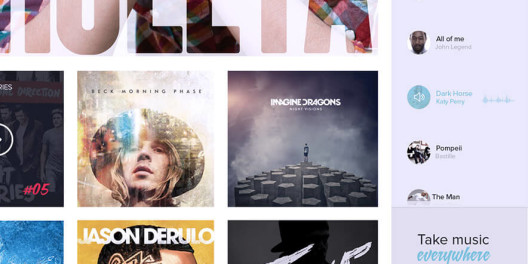 RIES
DIRECTION
#05
BECK MORNING PHASE
IMAGINE DRAGONS
NIGHT VISIONS
JASON DERULO
All of me
John Legend
Dark Horse
Katy Perry
Pompeii
Bastille
The Man
Take music
everywhere